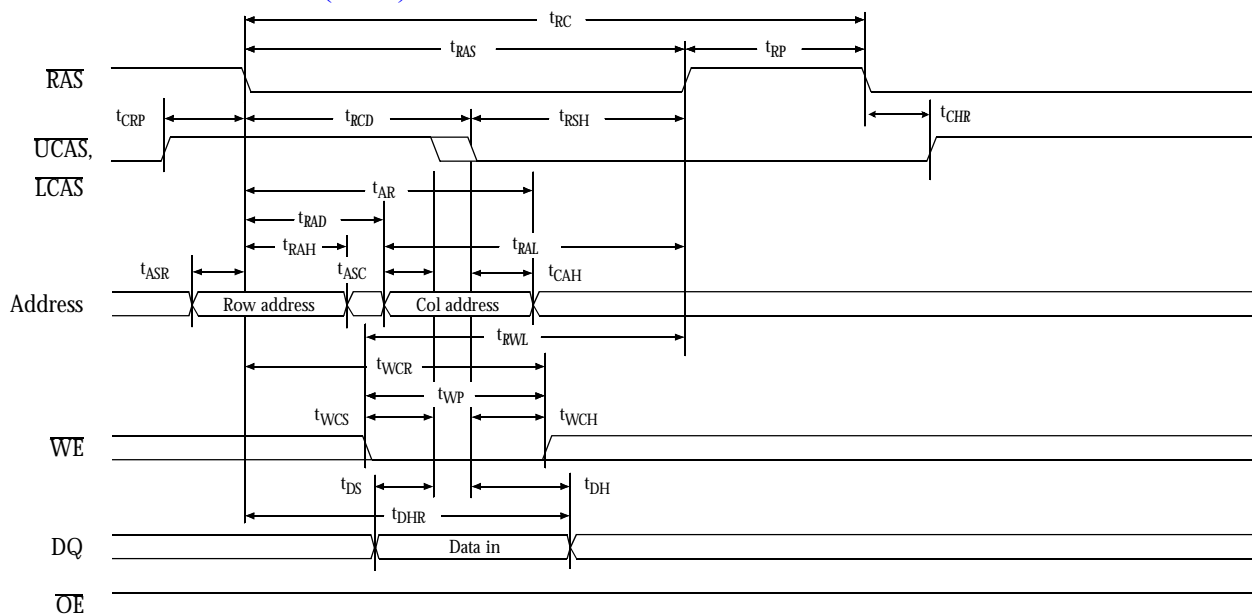 tRC
tRAS tRP
RAS
tCRP tRCD tRSH tCHR
UCAS,
LCAS
tAR
tRAD
tRAH tRAL
tASR tASC tCAH
Address Row address Col address
tRWL
tWCR
tWP
tWCS tWCH
WE
tDS tDH
tDHR
DQ Data in
OE